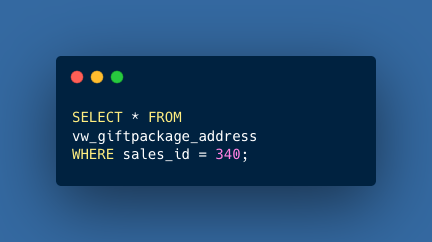 SELECT * FROM
vw_giftpackage_address
WHERE sales_id = 340;